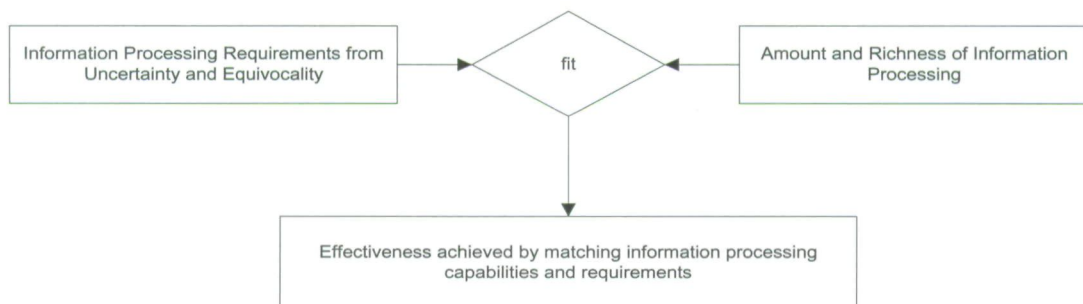 Information Processing Requirements from
Uncertainty and Equivocality
fit
Amount and Richness of Information
Processing
Effectiveness achieved by matching information processing
capabilities and requirements